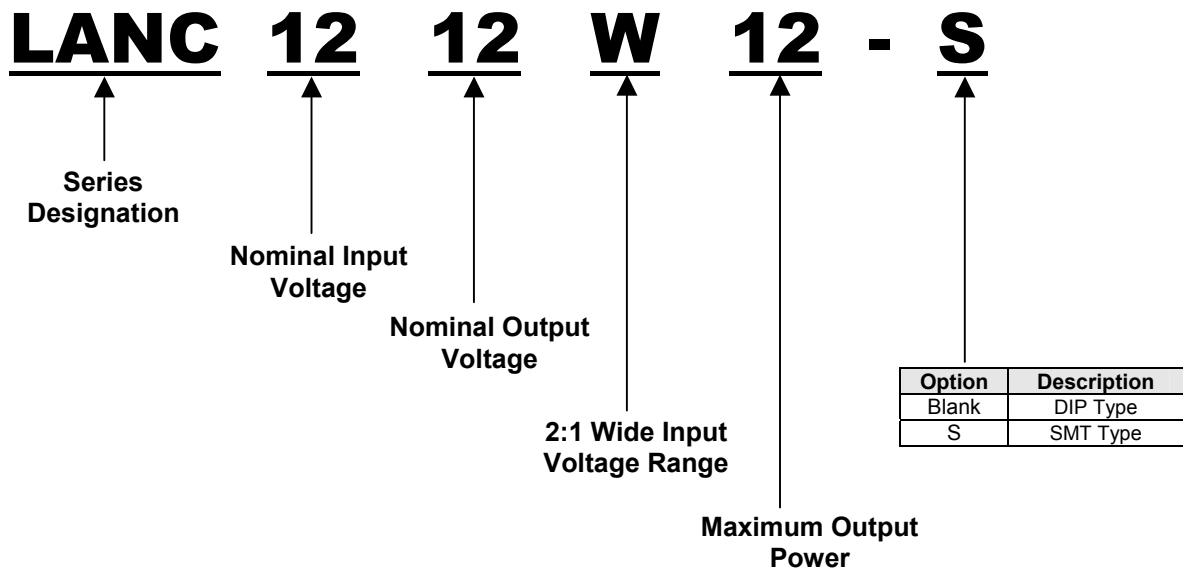 LANC 12 12 W 12 - S
Series
Designation
Nominal Input
Voltage
Nominal Output
Voltage
2:1 Wide Input
Voltage Range
Maximum Output
Power
Option Description
Blank DIP Type
S SMT Type